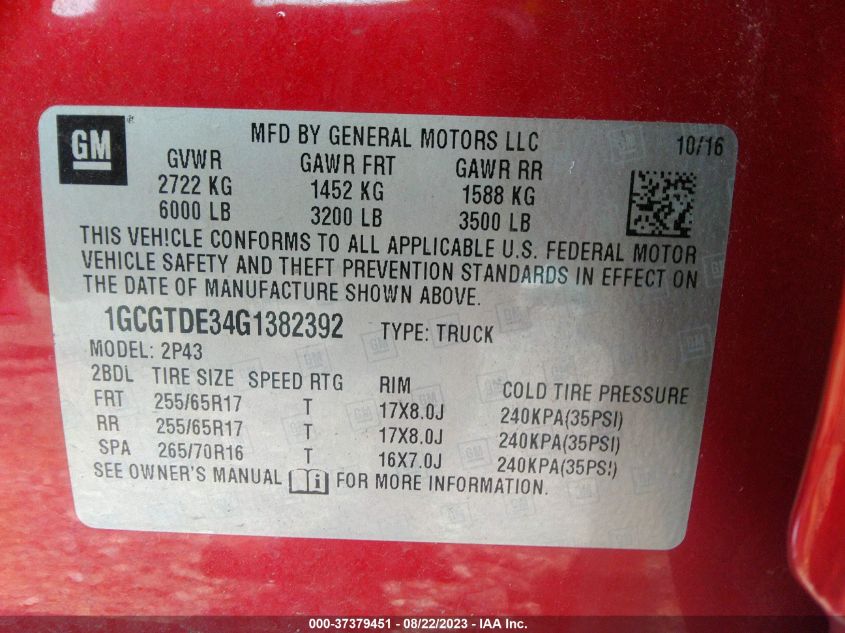 GM
MFD BY GENERAL MOTORS LLC 10/16
GVWR GAWR FRT GAWR RR
2722 KG 1452 KG 1588 KG
6000 LB 3200 LB 3500 LB
THIS VEHICLE CONFORMS TO ALL APPLICABLE U.S. FEDERAL MOTOR
VEHICLE SAFETY AND THEFT PREVENTION STANDARDS IN EFFECT ON
THE DATE OF MANUFACTURE SHOWN ABOVE.
1GCGTDE34G1382392 TYPE: TRUCK
MODEL: 2P43
2BDL TIRE SIZE SPEED RTG RIM COLD TIRE PRESSURE
FRT 255/65R17 T 17X8.0J 240KPA(35PSI)
RR 255/65R17 T 17X8.0J 240KPA(35PSI)
SPA 265/70R16 T 16X7.0J 240KPA(35PSI)
SEE OWNER'S MANUAL i FOR MORE INFORMATION.
000-37379451 - 08/22/2023 - IAA Inc.